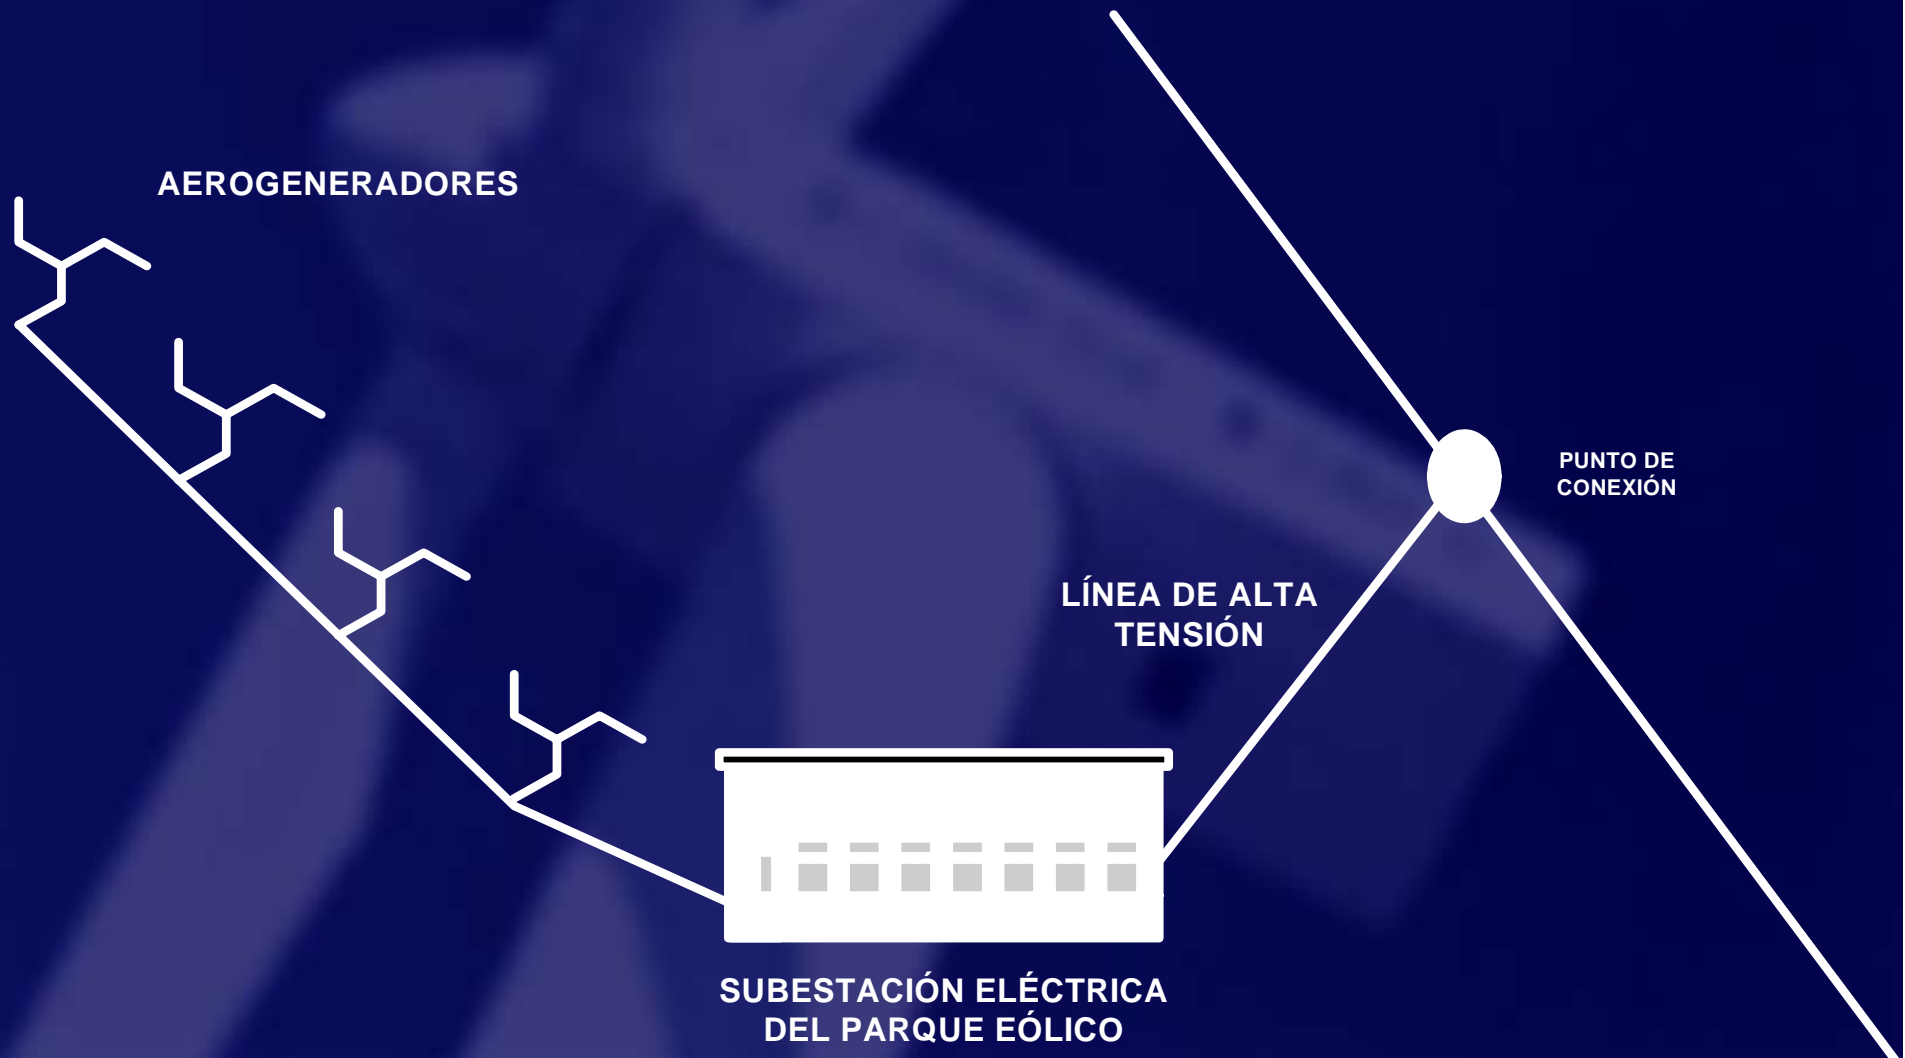 AEROGENERADORES
PUNTO DE
CONEXIÓN
LÍNEA DE ALTA
TENSIÓN
SUBESTACIÓN ELÉCTRICA
DEL PARQUE EÓLICO